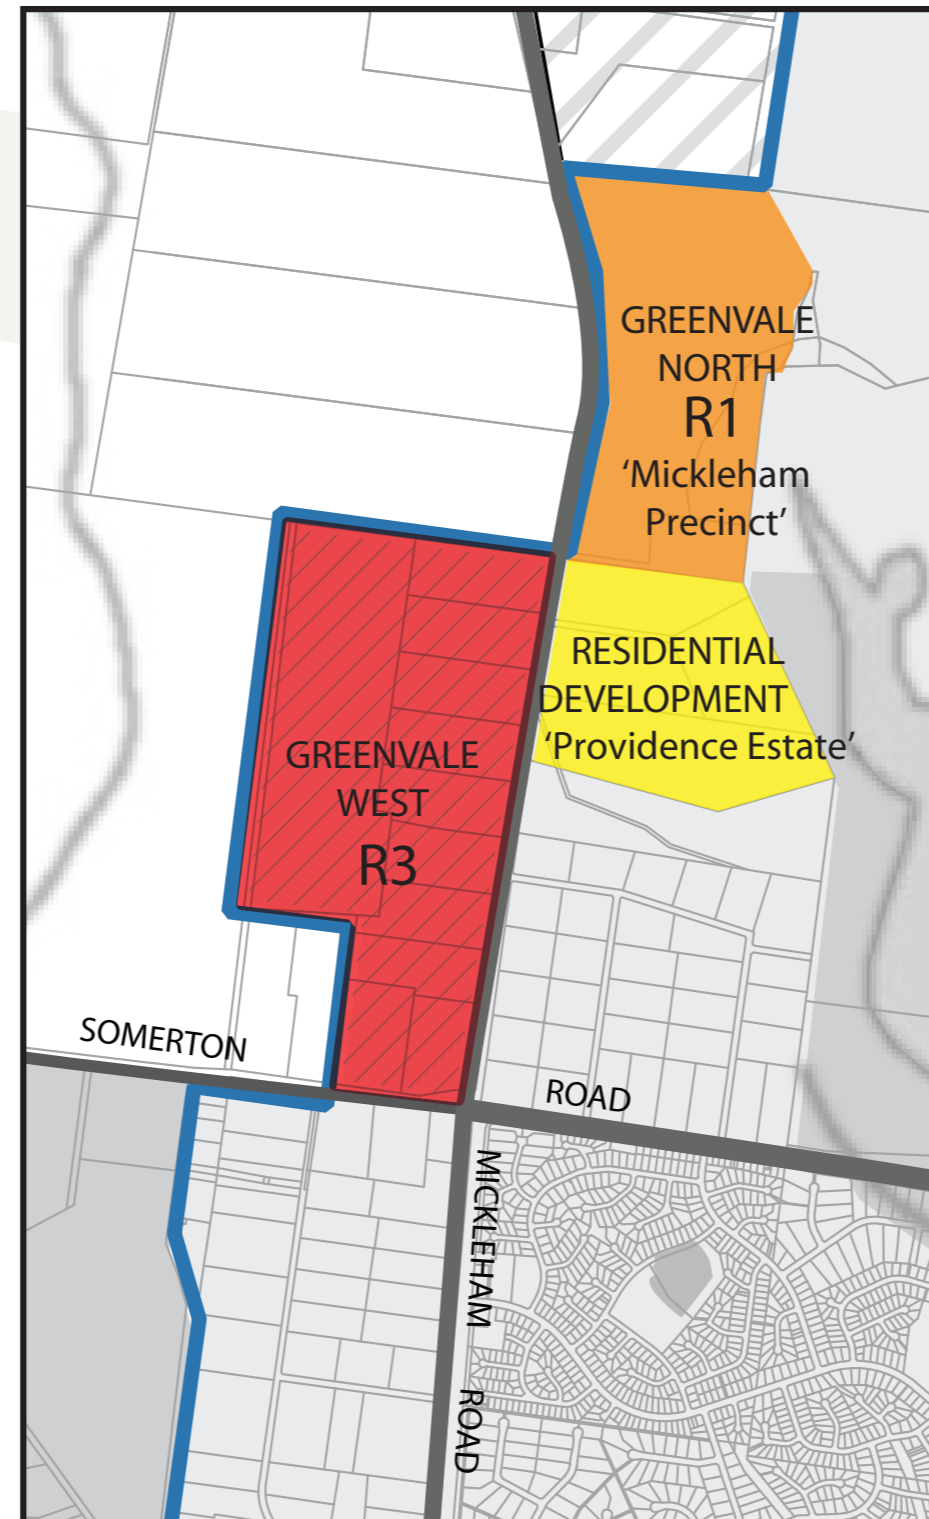 GREENVALE
NORTH
R1
‘Mickleham
Precinct’
RESIDENTIAL
DEVELOPMENT
‘Providence Estate’
GREENVALE
WEST
R3
SOMERTON
ROAD
MICKLEHAM
ROAD